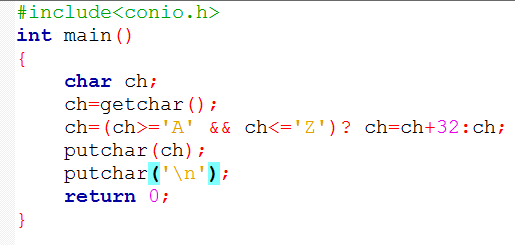 #include<conio.h>
int main()
{
char ch;
ch=getchar();
ch=(ch>='A' && ch<='Z')? ch=ch+32:ch;
putchar(ch);
putchar('\n');
return 0;
}